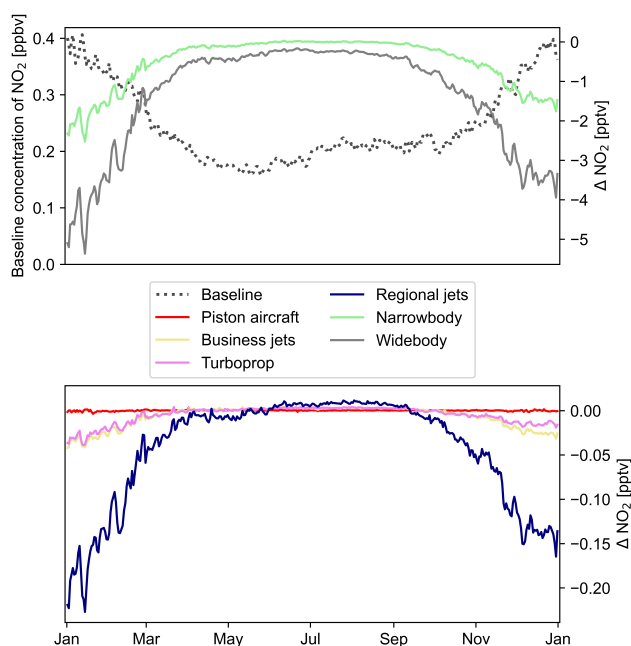 Baseline concentration of NO2 [ppbv]
0.4
0.3
0.2
0.1
0.0
0
−1
−2
−3
−4
−5
Δ NO2 [pptv]
Baseline
Piston aircraft
Business jets
Turboprop
Regional jets
Narrowbody
Widebody
0.00
−0.05
−0.10
−0.15
−0.20
Δ NO2 [pptv]
Jan Mar May Jul Sep Nov Jan